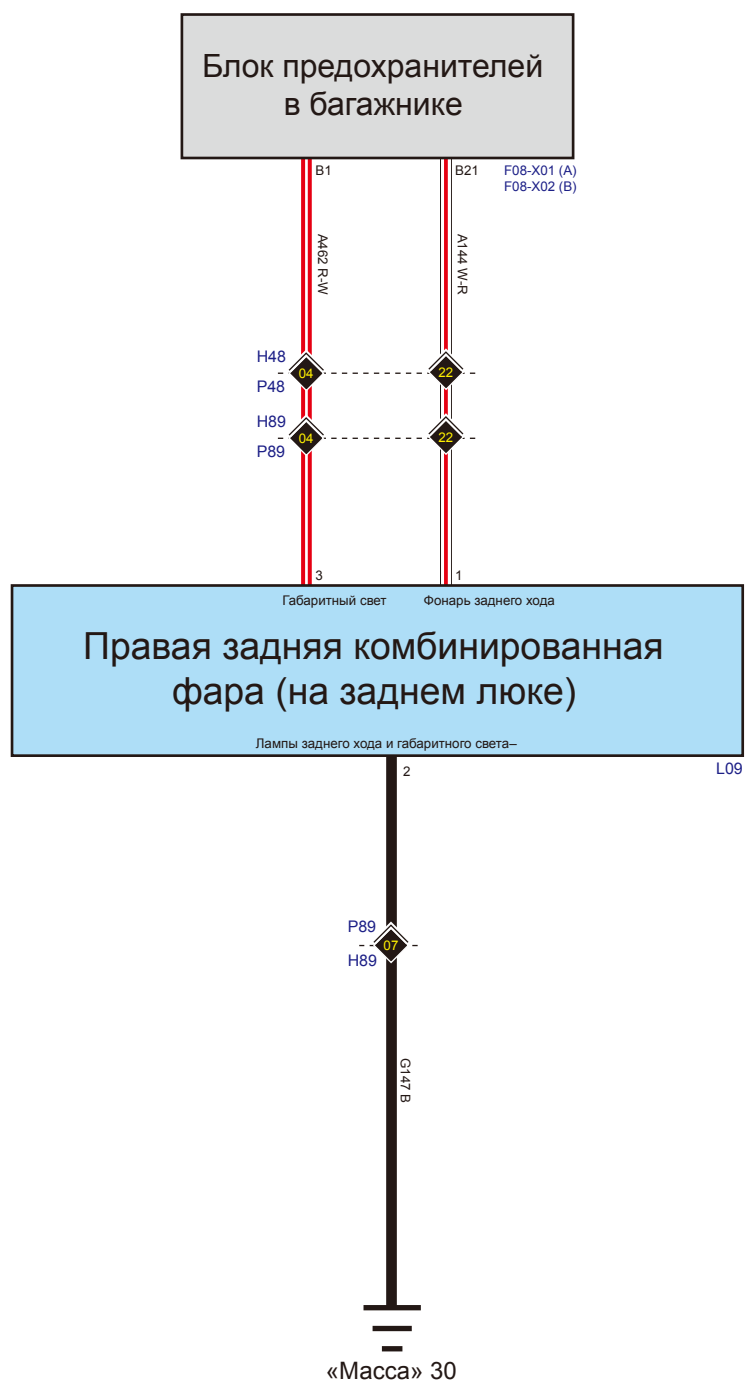 Блок предохранителей
в багажнике
B1
B21
F08-X01 (A)
F08-X02 (B)
A462 R-W
A144 W-R
H48
04
22
P48
H89
04
22
P89
3
1
Габаритный свет
Фонарь заднего хода
Правая задняя комбинированная
фара (на заднем люке)
Лампы заднего хода и габаритного света–
2
L09
P89
07
H89
G147 B
«Масса» 30